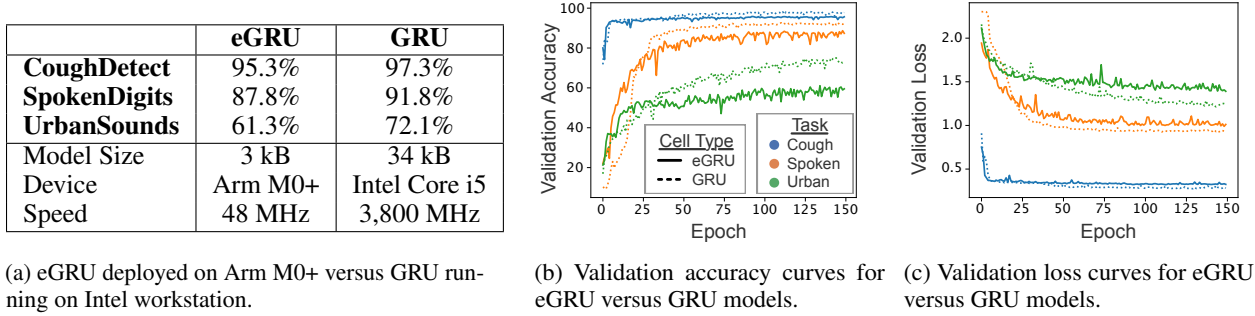 eGRU GRU
CoughDetect 95.3% 97.3%
SpokenDigits 87.8% 91.8%
UrbanSounds 61.3% 72.1%
Model Size 3 kB 34 kB
Device Arm M0+ Intel Core i5
Speed 48 MHz 3,800 MHz
(a) eGRU deployed on Arm M0+ versus GRU run-
ning on Intel workstation.
Validation Accuracy
100
80
60
40
20
Cell Type
eGRU
GRU
Task
Cough
Spoken
Urban
0 25 50 75 100 125 150
Epoch
(b) Validation accuracy curves for
eGRU versus GRU models.
Validation Loss
2.0
1.5
1.0
0.5
0 25 50 75 100 125 150
Epoch
(c) Validation loss curves for eGRU
versus GRU models.